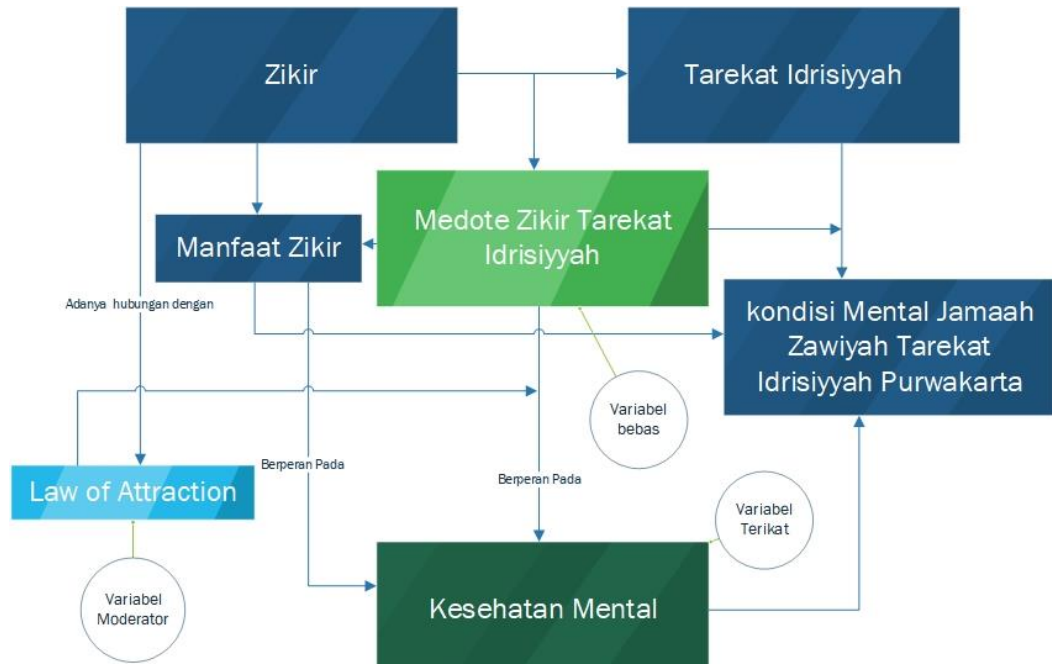 Zikir
Tarekat Idrisiyyah
Medote Zikir Tarekat
Idrisiyyah
Manfaat Zikir
Adanya hubungan dengan
kondisi Mental Jamaah
Zawiyah Tarekat
Idrisiyyah Purwakarta
Variabel
bebas
Berperan Pada
Berperan Pada
Law of Attraction
Variabel
Terikat
Variabel
Moderator
Kesehatan Mental